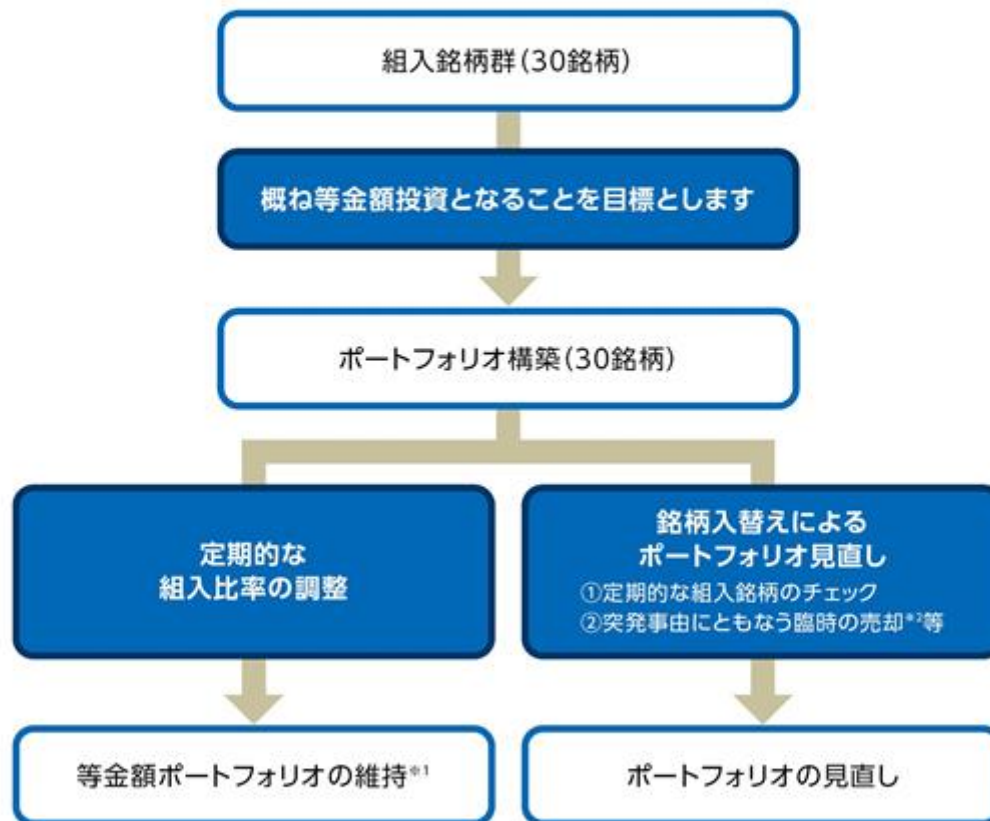 組入銘柄群(30銘柄)
概ね等金額投資となることを目標とします
ポートフォリオ構築(30銘柄)
定期的な
組入比率の調整
銘柄入替えによる
ポートフォリオ見直し
①定期的な組入銘柄のチェック
②突発事由にともなう臨時の売却※2等
等金額ポートフォリオの維持※1
ポートフォリオの見直し